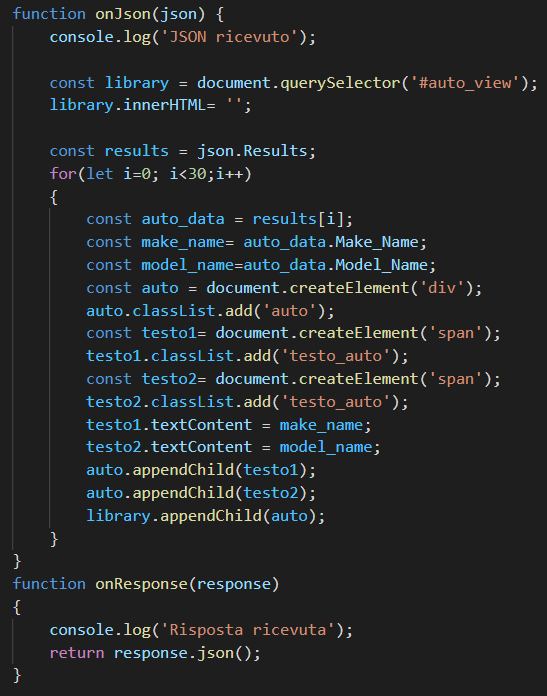 function onJson(json) {
    console.log('JSON ricevuto');

    const library = document.querySelector('#auto_view');
    library.innerHTML= '';

    const results = json.Results;
    for(let i=0; i<30;i++)
    {
        const auto_data = results[i];
        const make_name= auto_data.Make_Name;
        const model_name=auto_data.Model_Name;
        const auto = document.createElement('div');
        auto.classList.add('auto');
        const testo1= document.createElement('span');
        testo1.classList.add('testo_auto');
        const testo2= document.createElement('span');
        testo2.classList.add('testo_auto');
        testo1.textContent = make_name;
        testo2.textContent = model_name;
        auto.appendChild(testo1);
        auto.appendChild(testo2);
        library.appendChild(auto);
    }
}
function onResponse(response)
{
    console.log('Risposta ricevuta');
    return response.json();
}